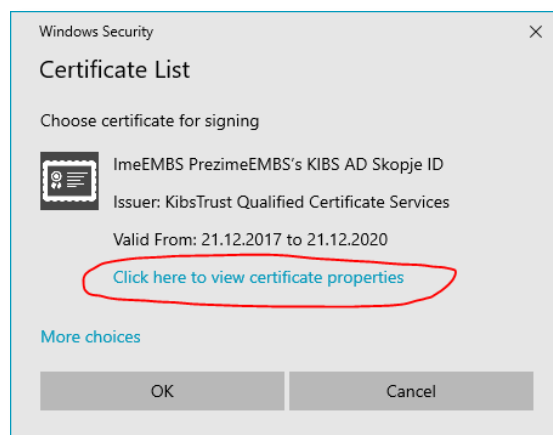 Windows Security
Certificate List
Choose certificate for signing
ImeEMBS PrezimeEMBS's KIBS AD Skopje ID
Issuer: KibsTrust Qualified Certificate Services
Valid From: 21.12.2017 to 21.12.2020
Click here to view certificate properties
More choices
OK
Cancel